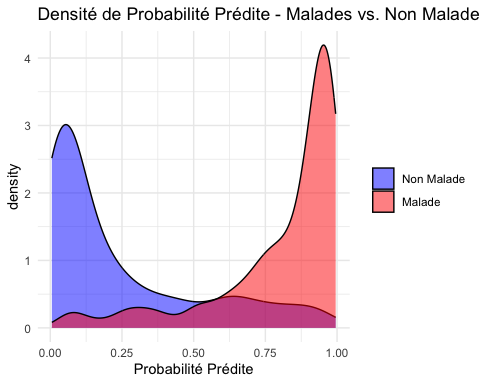 Densité de Probabilité Prédite - Malades vs. Non Malade
4
3
2
1
0
density
0.00 0.25 0.50 0.75 1.00
Probabilité Prédite
Non Malade
Malade